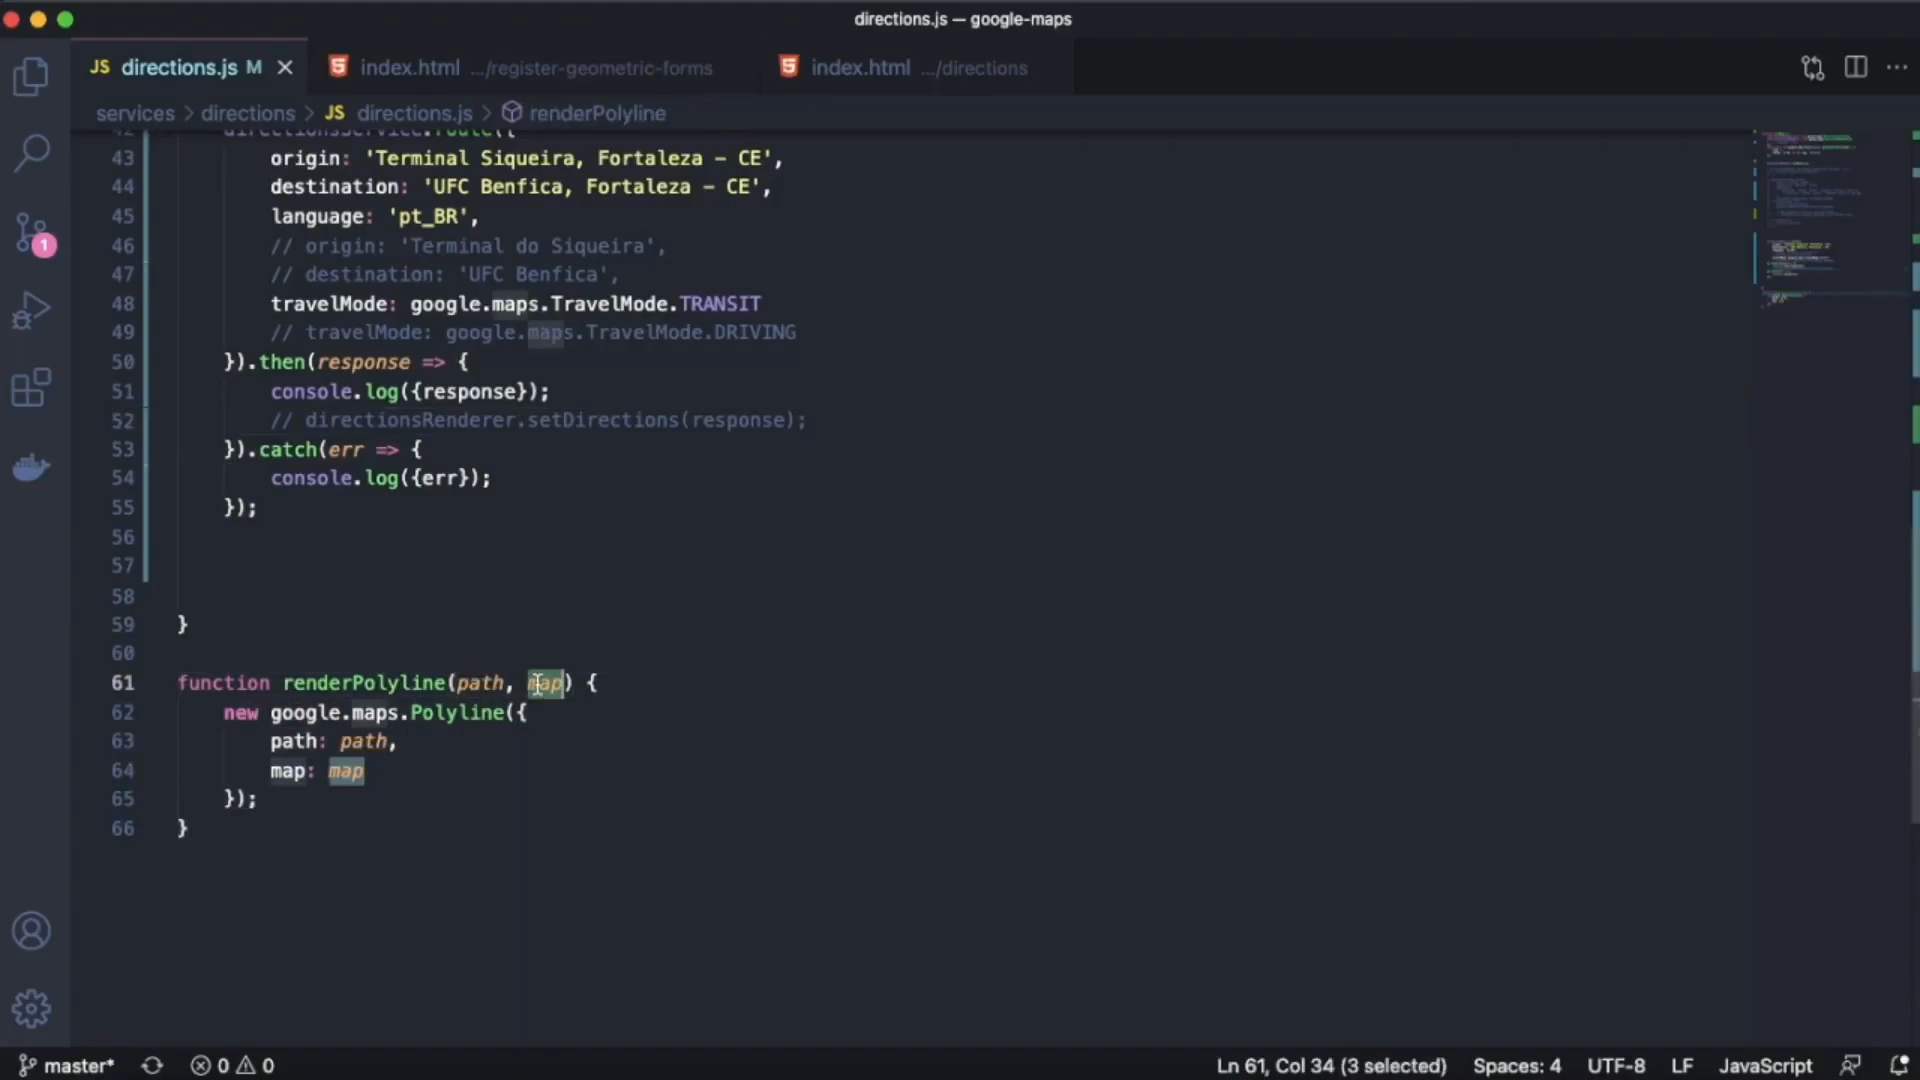 directions.js — google-maps
JS directions.js M
index.html .../register-geometric-forms
index.html .../directions
services > directions > JS directions.js > renderPolyline
42 directionsService.route({
43 origin: 'Terminal Siqueira, Fortaleza - CE',
44 destination: 'UFC Benfica, Fortaleza - CE',
45 language: 'pt_BR',
46 // origin: 'Terminal do Siqueira',
47 // destination: 'UFC Benfica',
48 travelMode: google.maps.TravelMode.TRANSIT
49 // travelMode: google.maps.TravelMode.DRIVING
50 }).then(response => {
51 console.log({response});
52 // directionsRenderer.setDirections(response);
53 }).catch(err => {
54 console.log({err});
55 });
56
57
58
59 }
60
61 function renderPolyline(path, map) {
62 new google.maps.Polyline({
63 path: path,
64 map: map
65 });
66 }
1
master* 0 0 Ln 61, Col 34 (3 selected) Spaces: 4 UTF-8 LF JavaScript